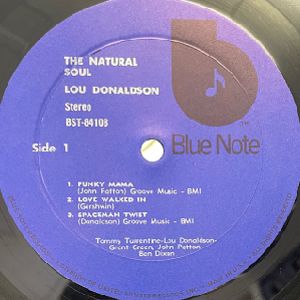 THE NATURAL
SOUL
LOU DONALDSON
Stereo
BST-84108
TM
Blue Note
Side 1
1. FUNKY MAMA
(John Patton) Groove Music - BMI
2. LOVE WALKED IN
(Gershwin)
3. SPACEMAN TWIST
(Donaldson) Groove Music - BMI
Tommy Turrentine-Lou Donaldson-
Grant Green, John Patton,
Ben Dixon